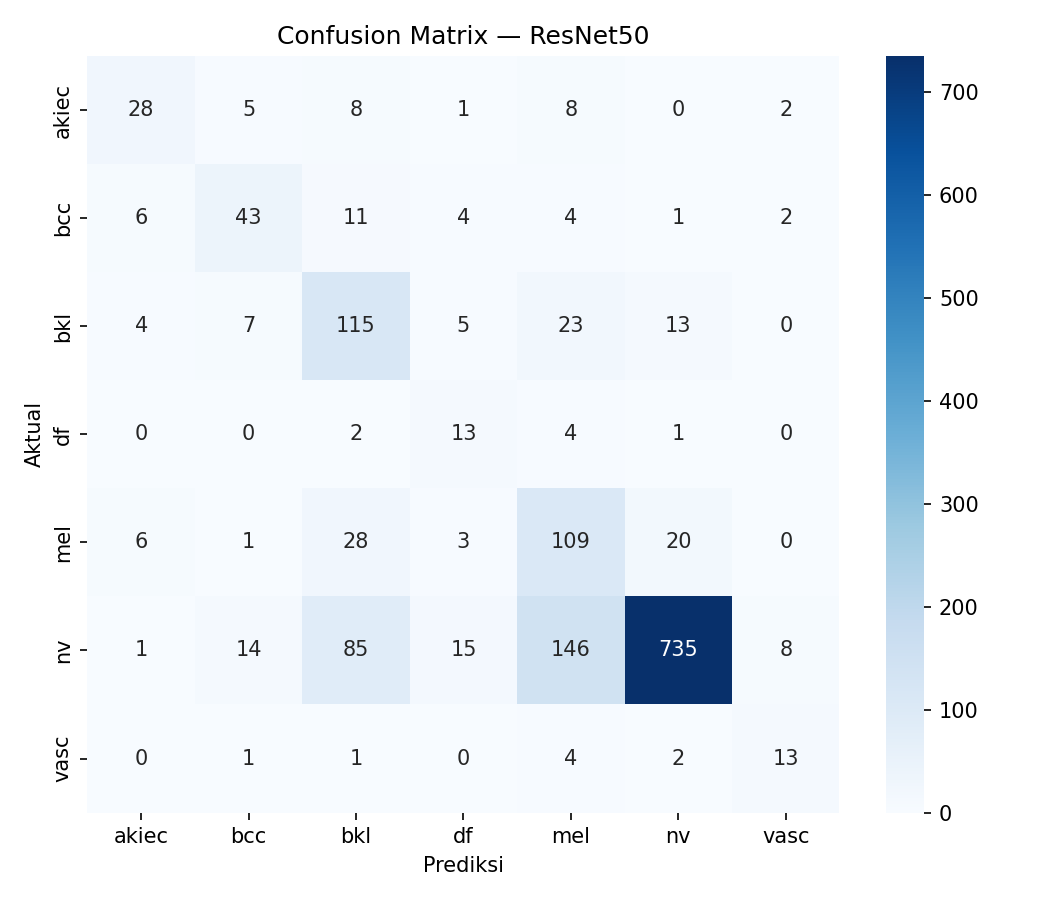 Confusion Matrix — ResNet50
akiec 28 5 8 1 8 0 2
bcc 6 43 11 4 4 1 2
bkl 4 7 115 5 23 13 0
df 0 0 2 13 4 1 0
mel 6 1 28 3 109 20 0
nv 1 14 85 15 146 735 8
vasc 0 1 1 0 4 2 13
akiec bcc bkl df mel nv vasc
Prediksi
Aktual
700
600
500
400
300
200
100
0